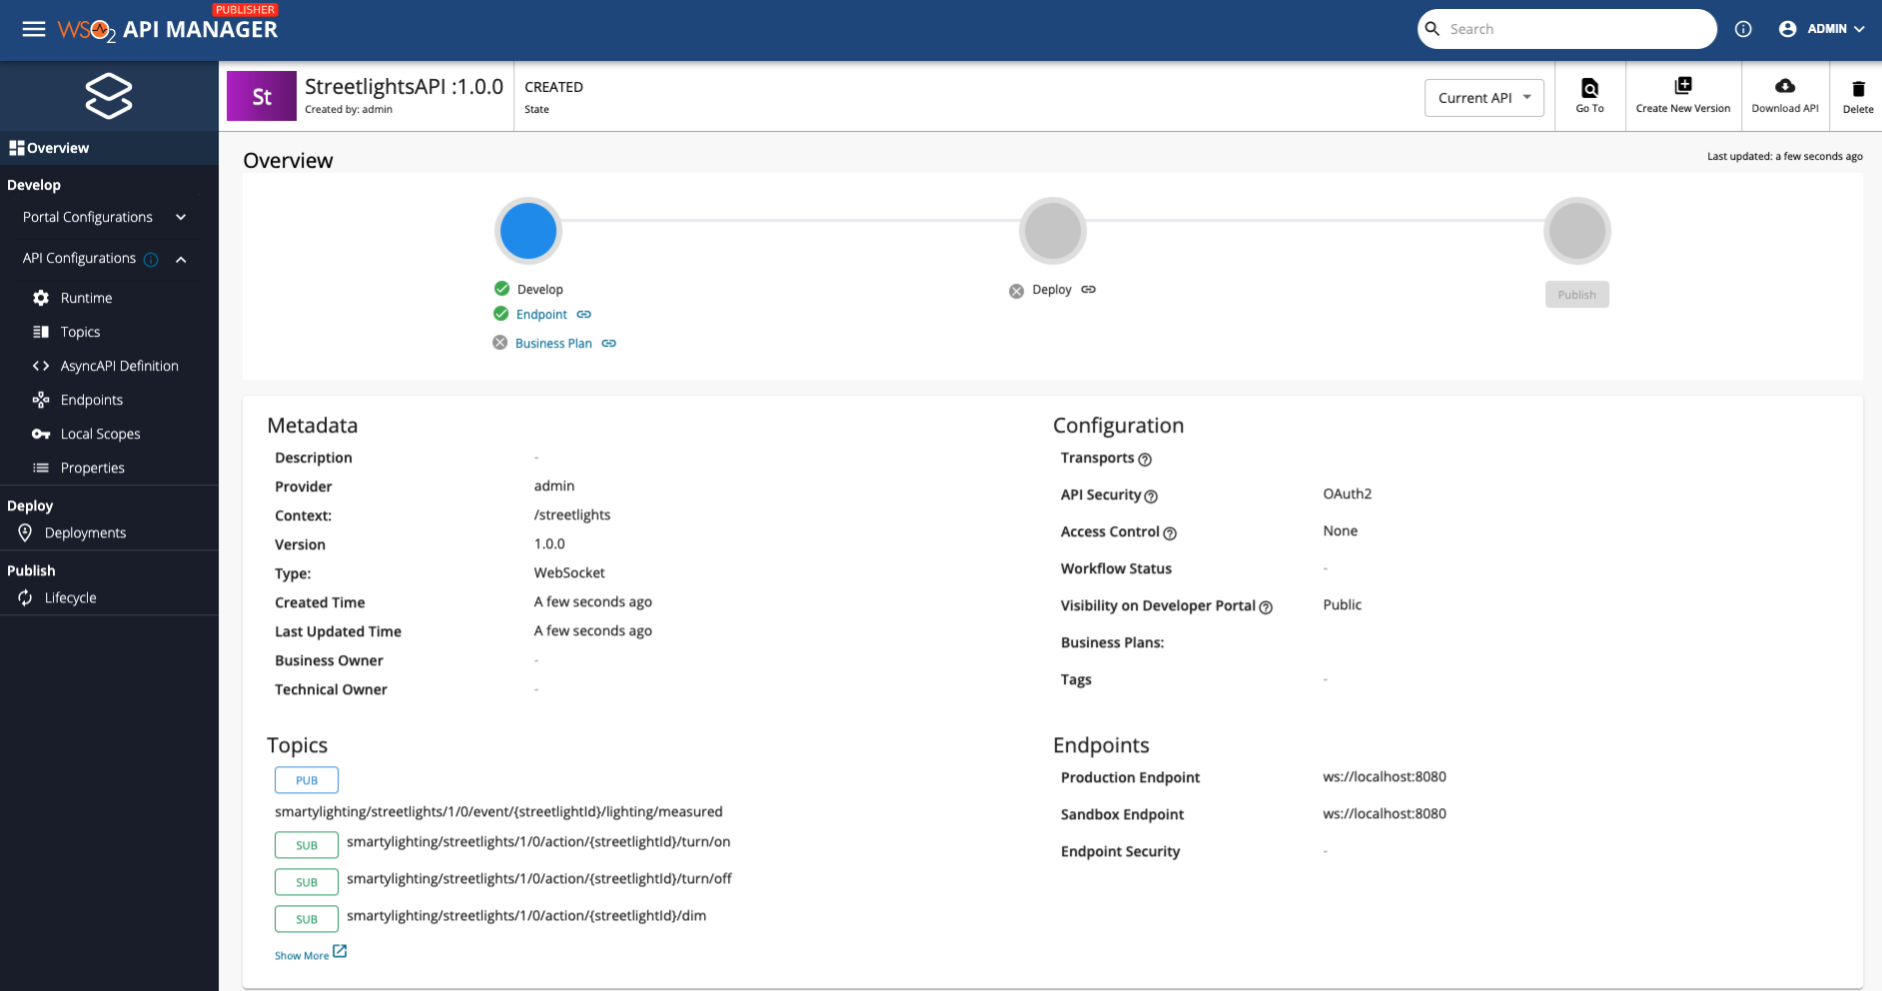 PUBLISHER
WSO2 API MANAGER
Search
ADMIN
St
StreetlightsAPI :1.0.0
Created by: admin
CREATED
State
Current API
Go To
Create New Version
Download API
Delete
Overview
Develop
Portal Configurations
API Configurations
Runtime
Topics
AsyncAPI Definition
Endpoints
Local Scopes
Properties
Deploy
Deployments
Publish
Lifecycle
Overview
Last updated: a few seconds ago
Develop
Endpoint
Business Plan
Deploy
Publish
Metadata
Description -
Provider admin
Context: /streetlights
Version 1.0.0
Type: WebSocket
Created Time A few seconds ago
Last Updated Time A few seconds ago
Business Owner -
Technical Owner -
Configuration
Transports
API Security OAuth2
Access Control None
Workflow Status -
Visibility on Developer Portal Public
Business Plans:
Tags -
Topics
PUB
smartylighting/streetlights/1/0/event/{streetlightId}/lighting/measured
SUB smartylighting/streetlights/1/0/action/{streetlightId}/turn/on
SUB smartylighting/streetlights/1/0/action/{streetlightId}/turn/off
SUB smartylighting/streetlights/1/0/action/{streetlightId}/dim
Show More
Endpoints
Production Endpoint ws://localhost:8080
Sandbox Endpoint ws://localhost:8080
Endpoint Security -